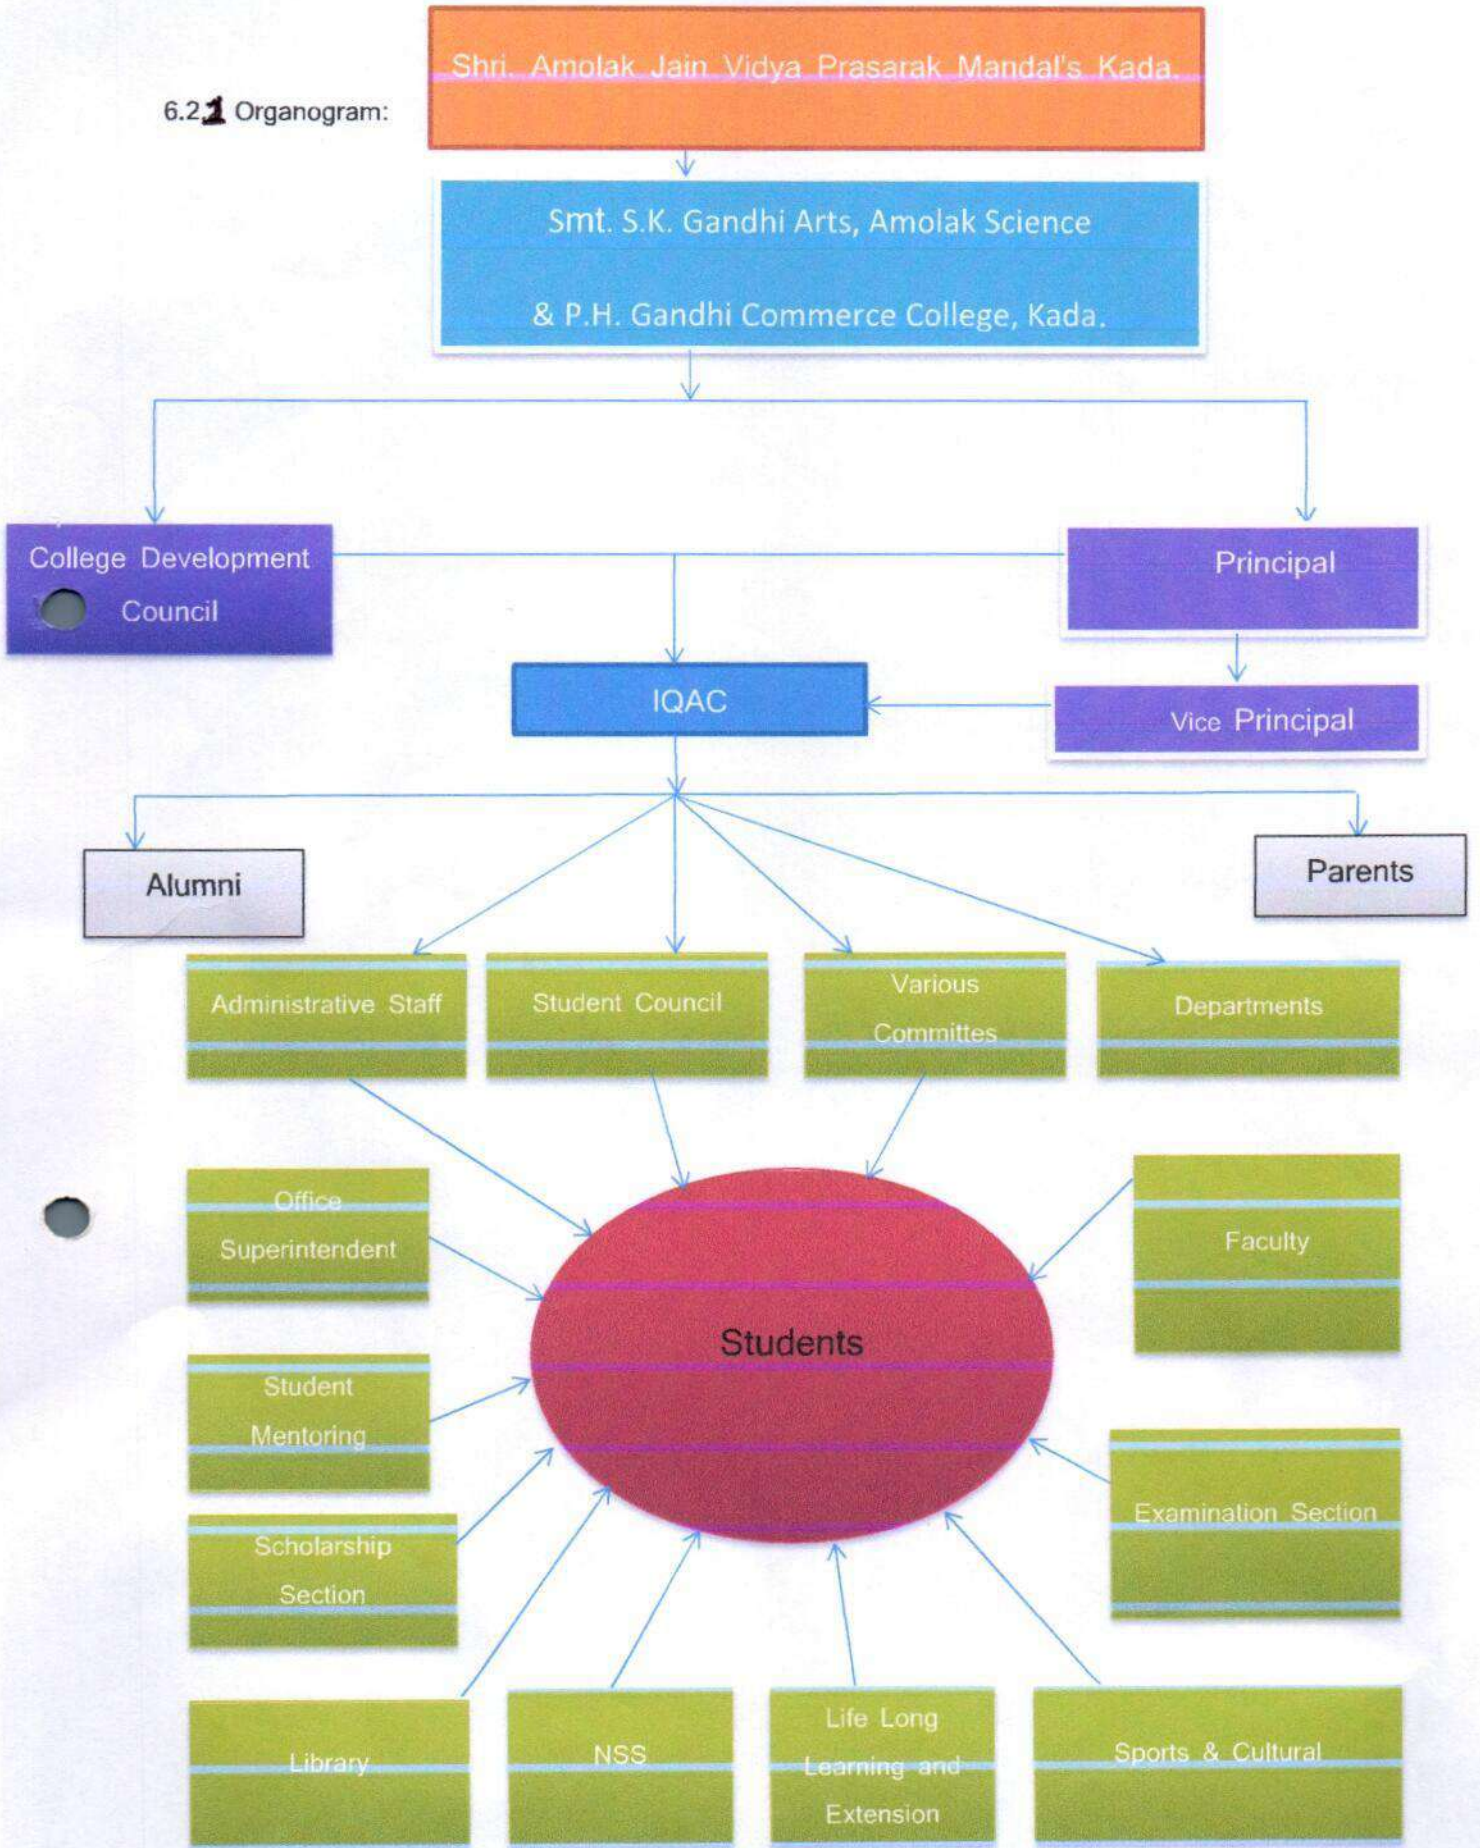 Shri. Amolak Jain Vidya Prasarak Mandal's Kada.
6.2.1 Organogram:
Smt. S.K. Gandhi Arts, Amolak Science
& P.H. Gandhi Commerce College, Kada.
College Development
Council
Principal
IQAC
Vice Principal
Alumni
Parents
Administrative Staff
Student Council
Various
Committes
Departments
Office
Superintendent
Faculty
Students
Student
Mentoring
Examination Section
Scholarship
Section
Library
NSS
Life Long
Learning and
Extension
Sports & Cultural